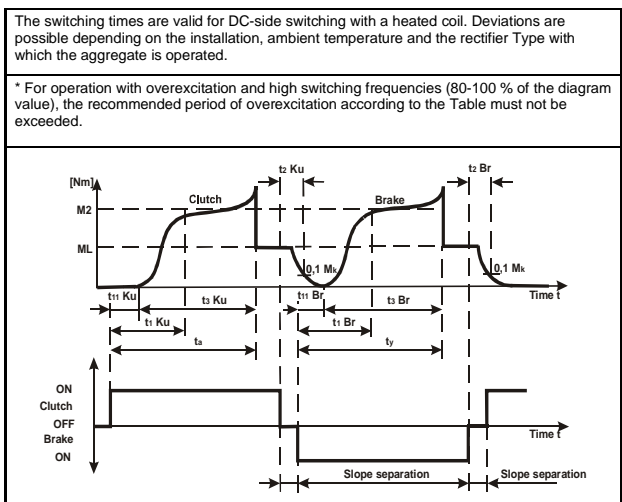 The switching times are valid for DC-side switching with a heated coil. Deviations are
possible depending on the installation, ambient temperature and the rectifier Type with
which the aggregate is operated.
* For operation with overexcitation and high switching frequencies (80-100 % of the diagram
value), the recommended period of overexcitation according to the Table must not be
exceeded.
t2 Ku
t2 Br
[Nm]
Clutch
Brake
M2
ML
0,1 Mk
0,1 Mk
t11 Ku
t3 Ku
t11 Br
t3 Br
Time t
t1 Ku
t1 Br
ta
ty
ON
Clutch
OFF
Brake
ON
Time t
Slope separation
Slope separation